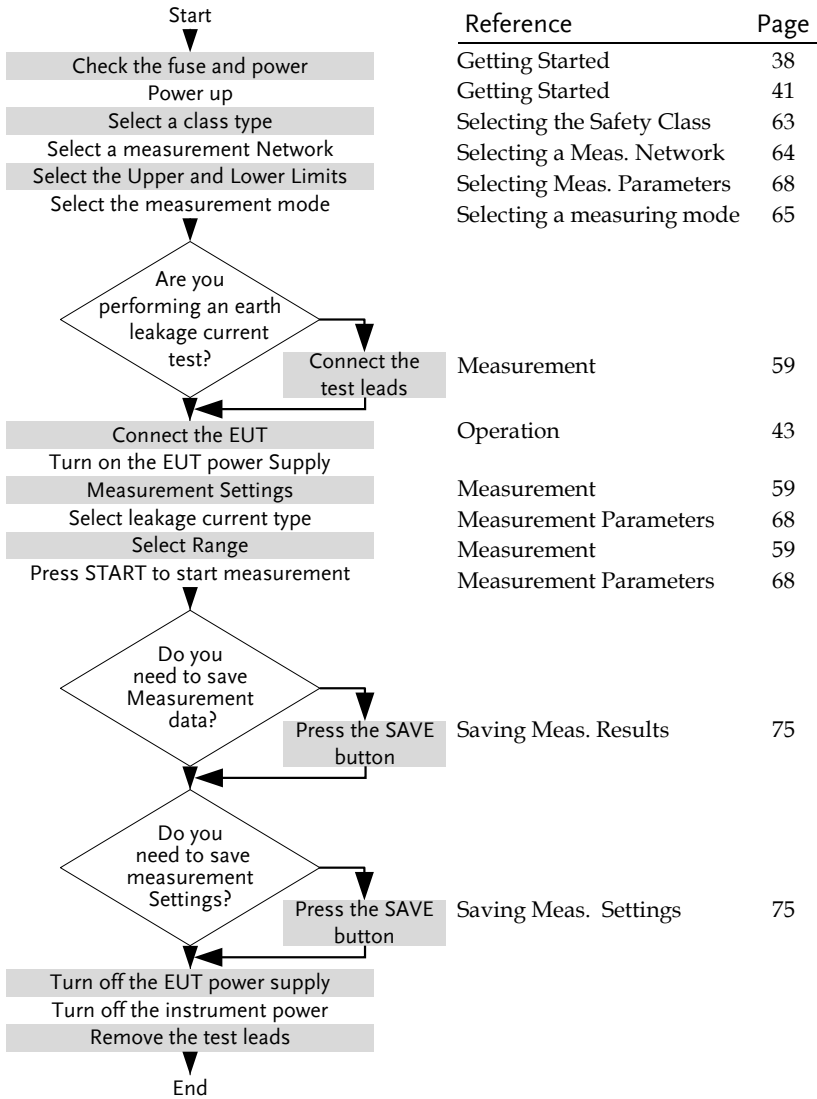 Start
Reference Page
Check the fuse and power Getting Started 38
Power up Getting Started 41
Select a class type Selecting the Safety Class 63
Select a measurement Network Selecting a Meas. Network 64
Select the Upper and Lower Limits Selecting Meas. Parameters 68
Select the measurement mode Selecting a measuring mode 65
Are you
performing an earth
leakage current
test?
Connect the Measurement 59
test leads
Connect the EUT Operation 43
Turn on the EUT power Supply
Measurement Settings Measurement 59
Select leakage current type Measurement Parameters 68
Select Range Measurement 59
Press START to start measurement Measurement Parameters 68
Do you
need to save
Measurement
data?
Press the SAVE Saving Meas. Results 75
button
Do you
need to save
measurement
Settings?
Press the SAVE Saving Meas. Settings 75
button
Turn off the EUT power supply
Turn off the instrument power
Remove the test leads
End